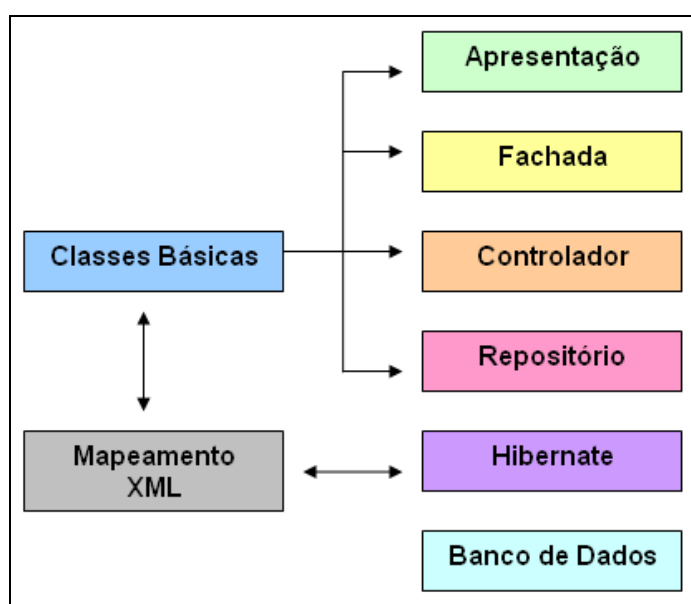 Apresentação
Fachada
Classes Básicas
Controlador
Repositório
Mapeamento
XML
Hibernate
Banco de Dados